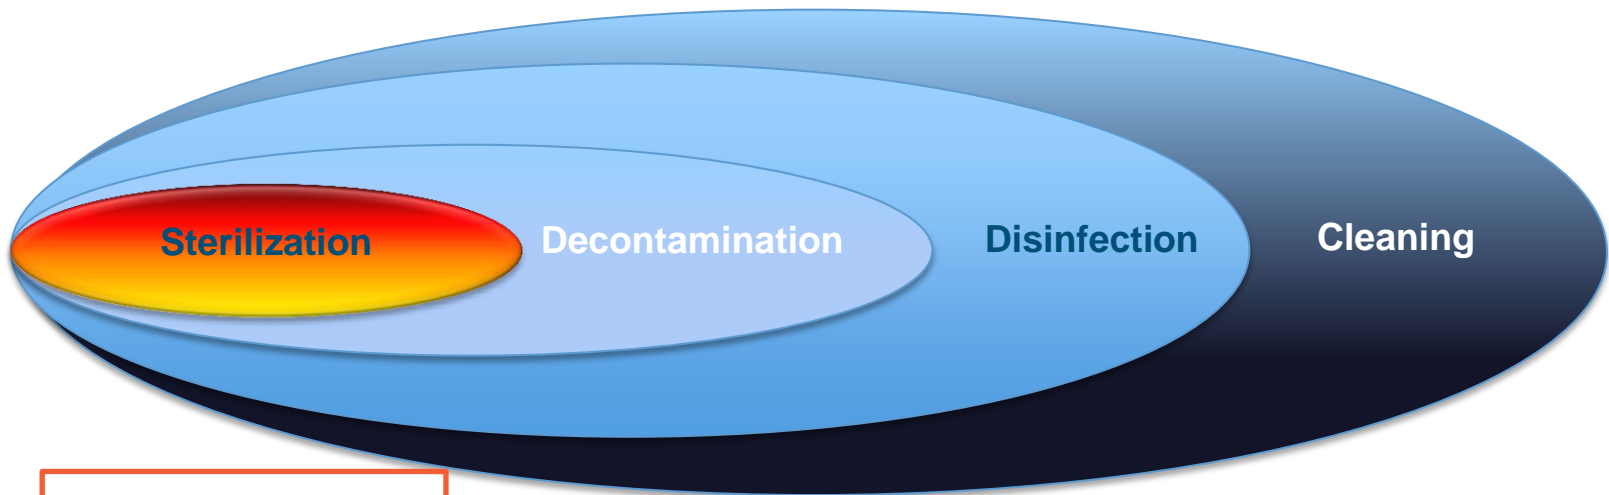 Sterilization
Decontamination
Disinfection
Cleaning